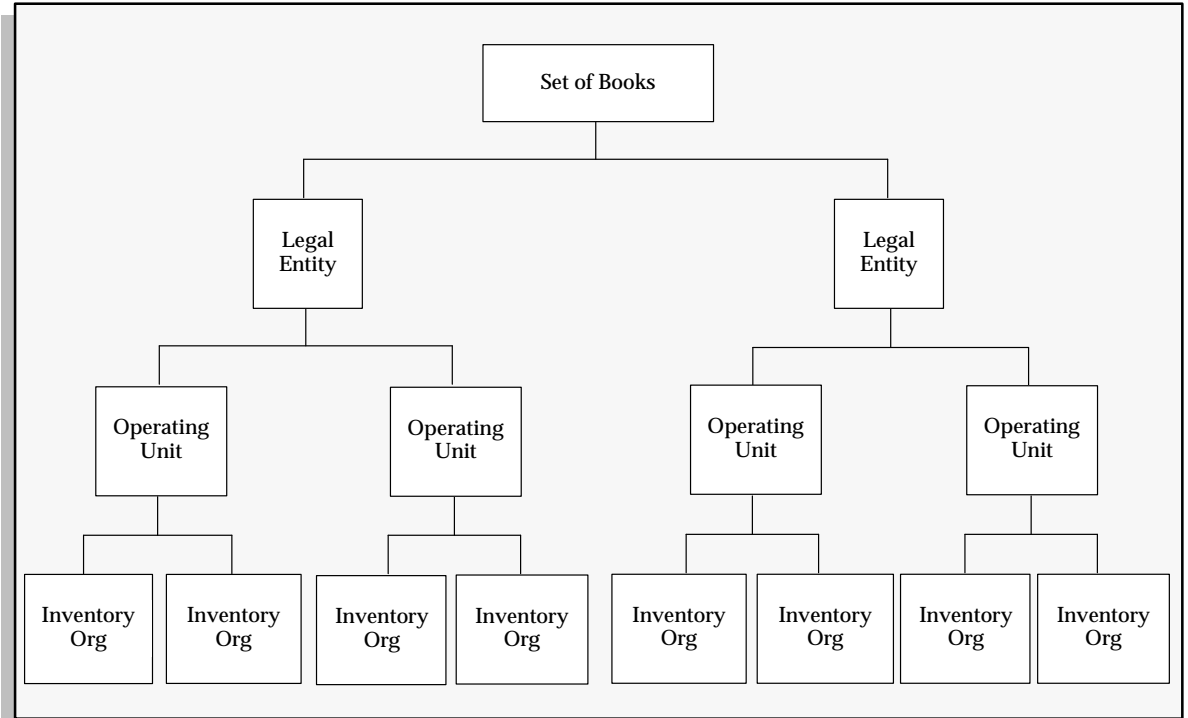 Set of Books
Legal
Entity
Legal
Entity
Operating
Unit
Operating
Unit
Operating
Unit
Operating
Unit
Inventory
Org
Inventory
Org
Inventory
Org
Inventory
Org
Inventory
Org
Inventory
Org
Inventory
Org
Inventory
Org